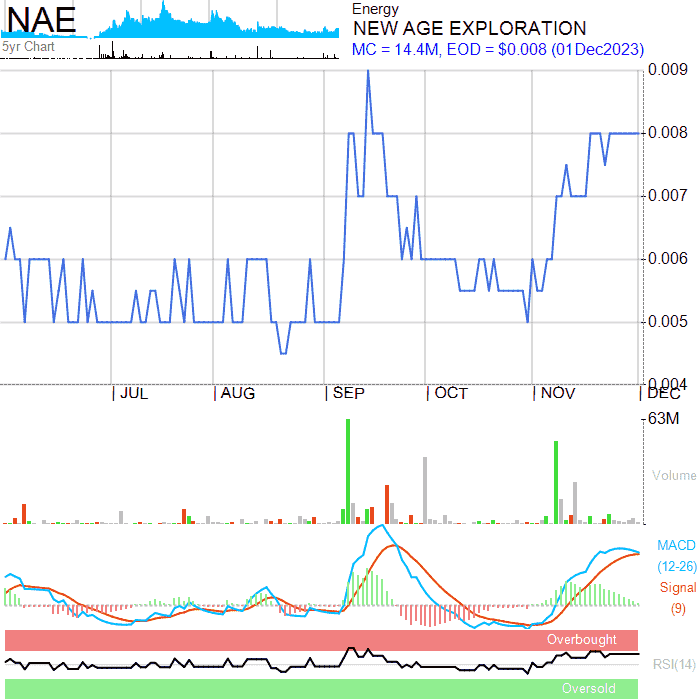 NAE
5yr Chart
Energy
NEW AGE EXPLORATION
MC = 14.4M, EOD = $0.008 (01Dec2023)
0.009
0.008
0.007
0.006
0.005
0.004
JUL AUG SEP OCT NOV DEC
63M
Volume
MACD
(12-26)
Signal
(9)
Overbought
RSI(14)
Oversold